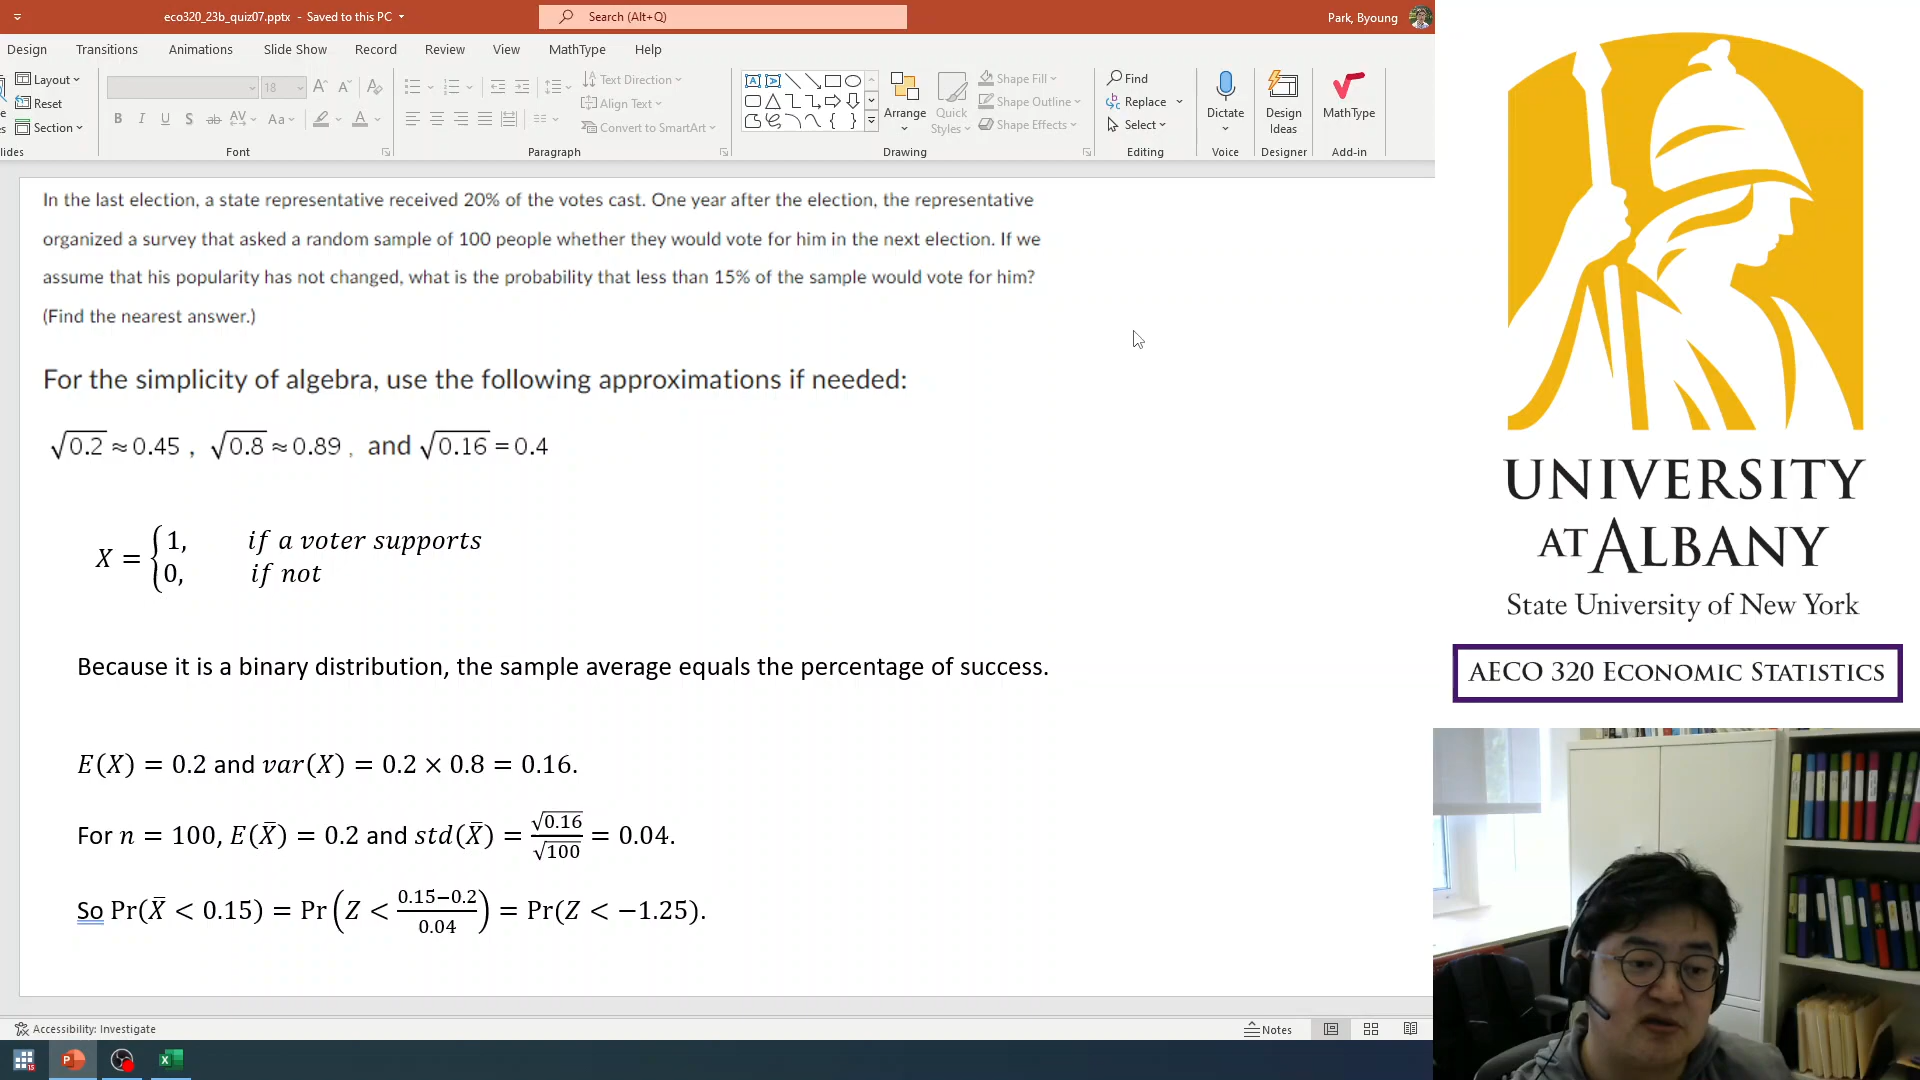 eco320_23b_quiz07.pptx - Saved to this PC
Search (Alt+Q)
Park, Byoung
Design Transitions Animations Slide Show Record Review View MathType Help
Layout
Reset
Section
lides
18
Font
Text Direction
Align Text
Convert to SmartArt
Paragraph
Arrange
Quick
Styles
Shape Fill
Shape Outline
Shape Effects
Drawing
Find
Replace
Select
Editing
Dictate
Voice
Design
Ideas
Designer
MathType
Add-in
In the last election, a state representative received 20% of the votes cast. One year after the election, the representative
organized a survey that asked a random sample of 100 people whether they would vote for him in the next election. If we
assume that his popularity has not changed, what is the probability that less than 15% of the sample would vote for him?
(Find the nearest answer.)
For the simplicity of algebra, use the following approximations if needed:
√0.2 ≈ 0.45 , √0.8 ≈ 0.89 , and √0.16 = 0.4
X = { 1, if a voter supports
0, if not
Because it is a binary distribution, the sample average equals the percentage of success.
E(X) = 0.2 and var(X) = 0.2 × 0.8 = 0.16.
For n = 100, E(X̄) = 0.2 and std(X̄) = √0.16/√100 = 0.04.
So Pr(X̄ < 0.15) = Pr(Z < (0.15−0.2)/0.04) = Pr(Z < −1.25).
Accessibility: Investigate
Notes
UNIVERSITY
AT ALBANY
State University of New York
AECO 320 ECONOMIC STATISTICS